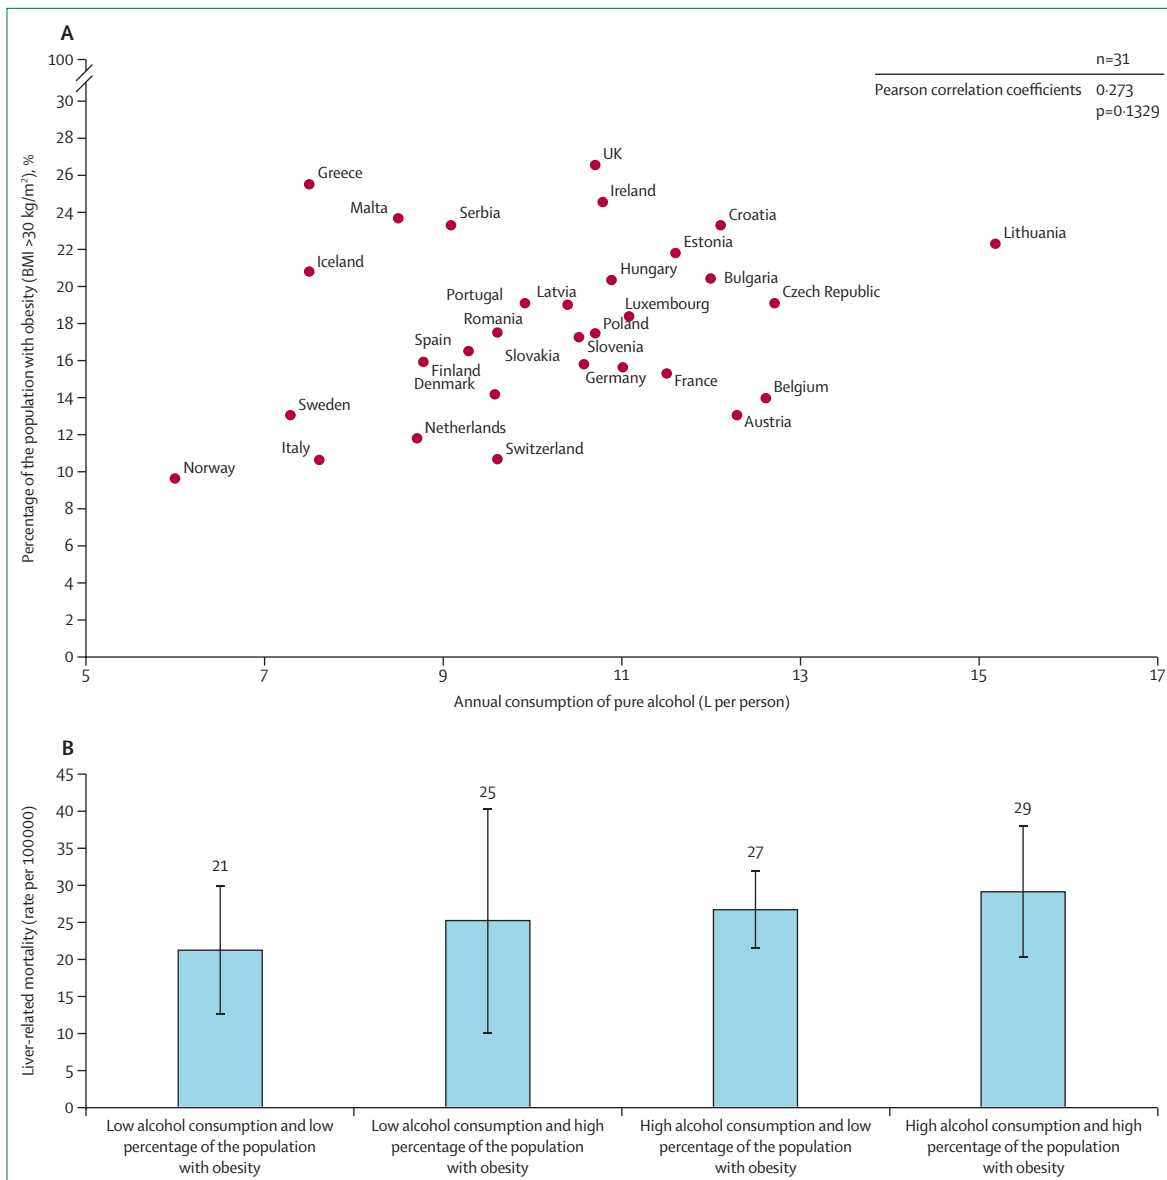 A
n=31
Pearson correlation coefficients 0·273
p=0·1329
Percentage of the population with obesity (BMI >30 kg/m²), %
100
30
28
26
24
22
20
18
16
14
12
10
8
6
4
2
0
UK
Greece
Ireland
Malta
Serbia
Croatia
Lithuania
Estonia
Iceland
Hungary
Bulgaria
Czech Republic
Portugal
Latvia
Luxembourg
Romania
Poland
Spain
Slovenia
Slovakia
Finland
Germany
France
Denmark
Belgium
Sweden
Austria
Netherlands
Italy
Switzerland
Norway
5 7 9 11 13 15 17
Annual consumption of pure alcohol (L per person)
B
Liver-related mortality (rate per 100 000)
45
40
35
30
25
20
15
10
5
0
21
25
27
29
Low alcohol consumption and low
percentage of the population
with obesity
Low alcohol consumption and high
percentage of the population
with obesity
High alcohol consumption and low
percentage of the population
with obesity
High alcohol consumption and high
percentage of the population
with obesity